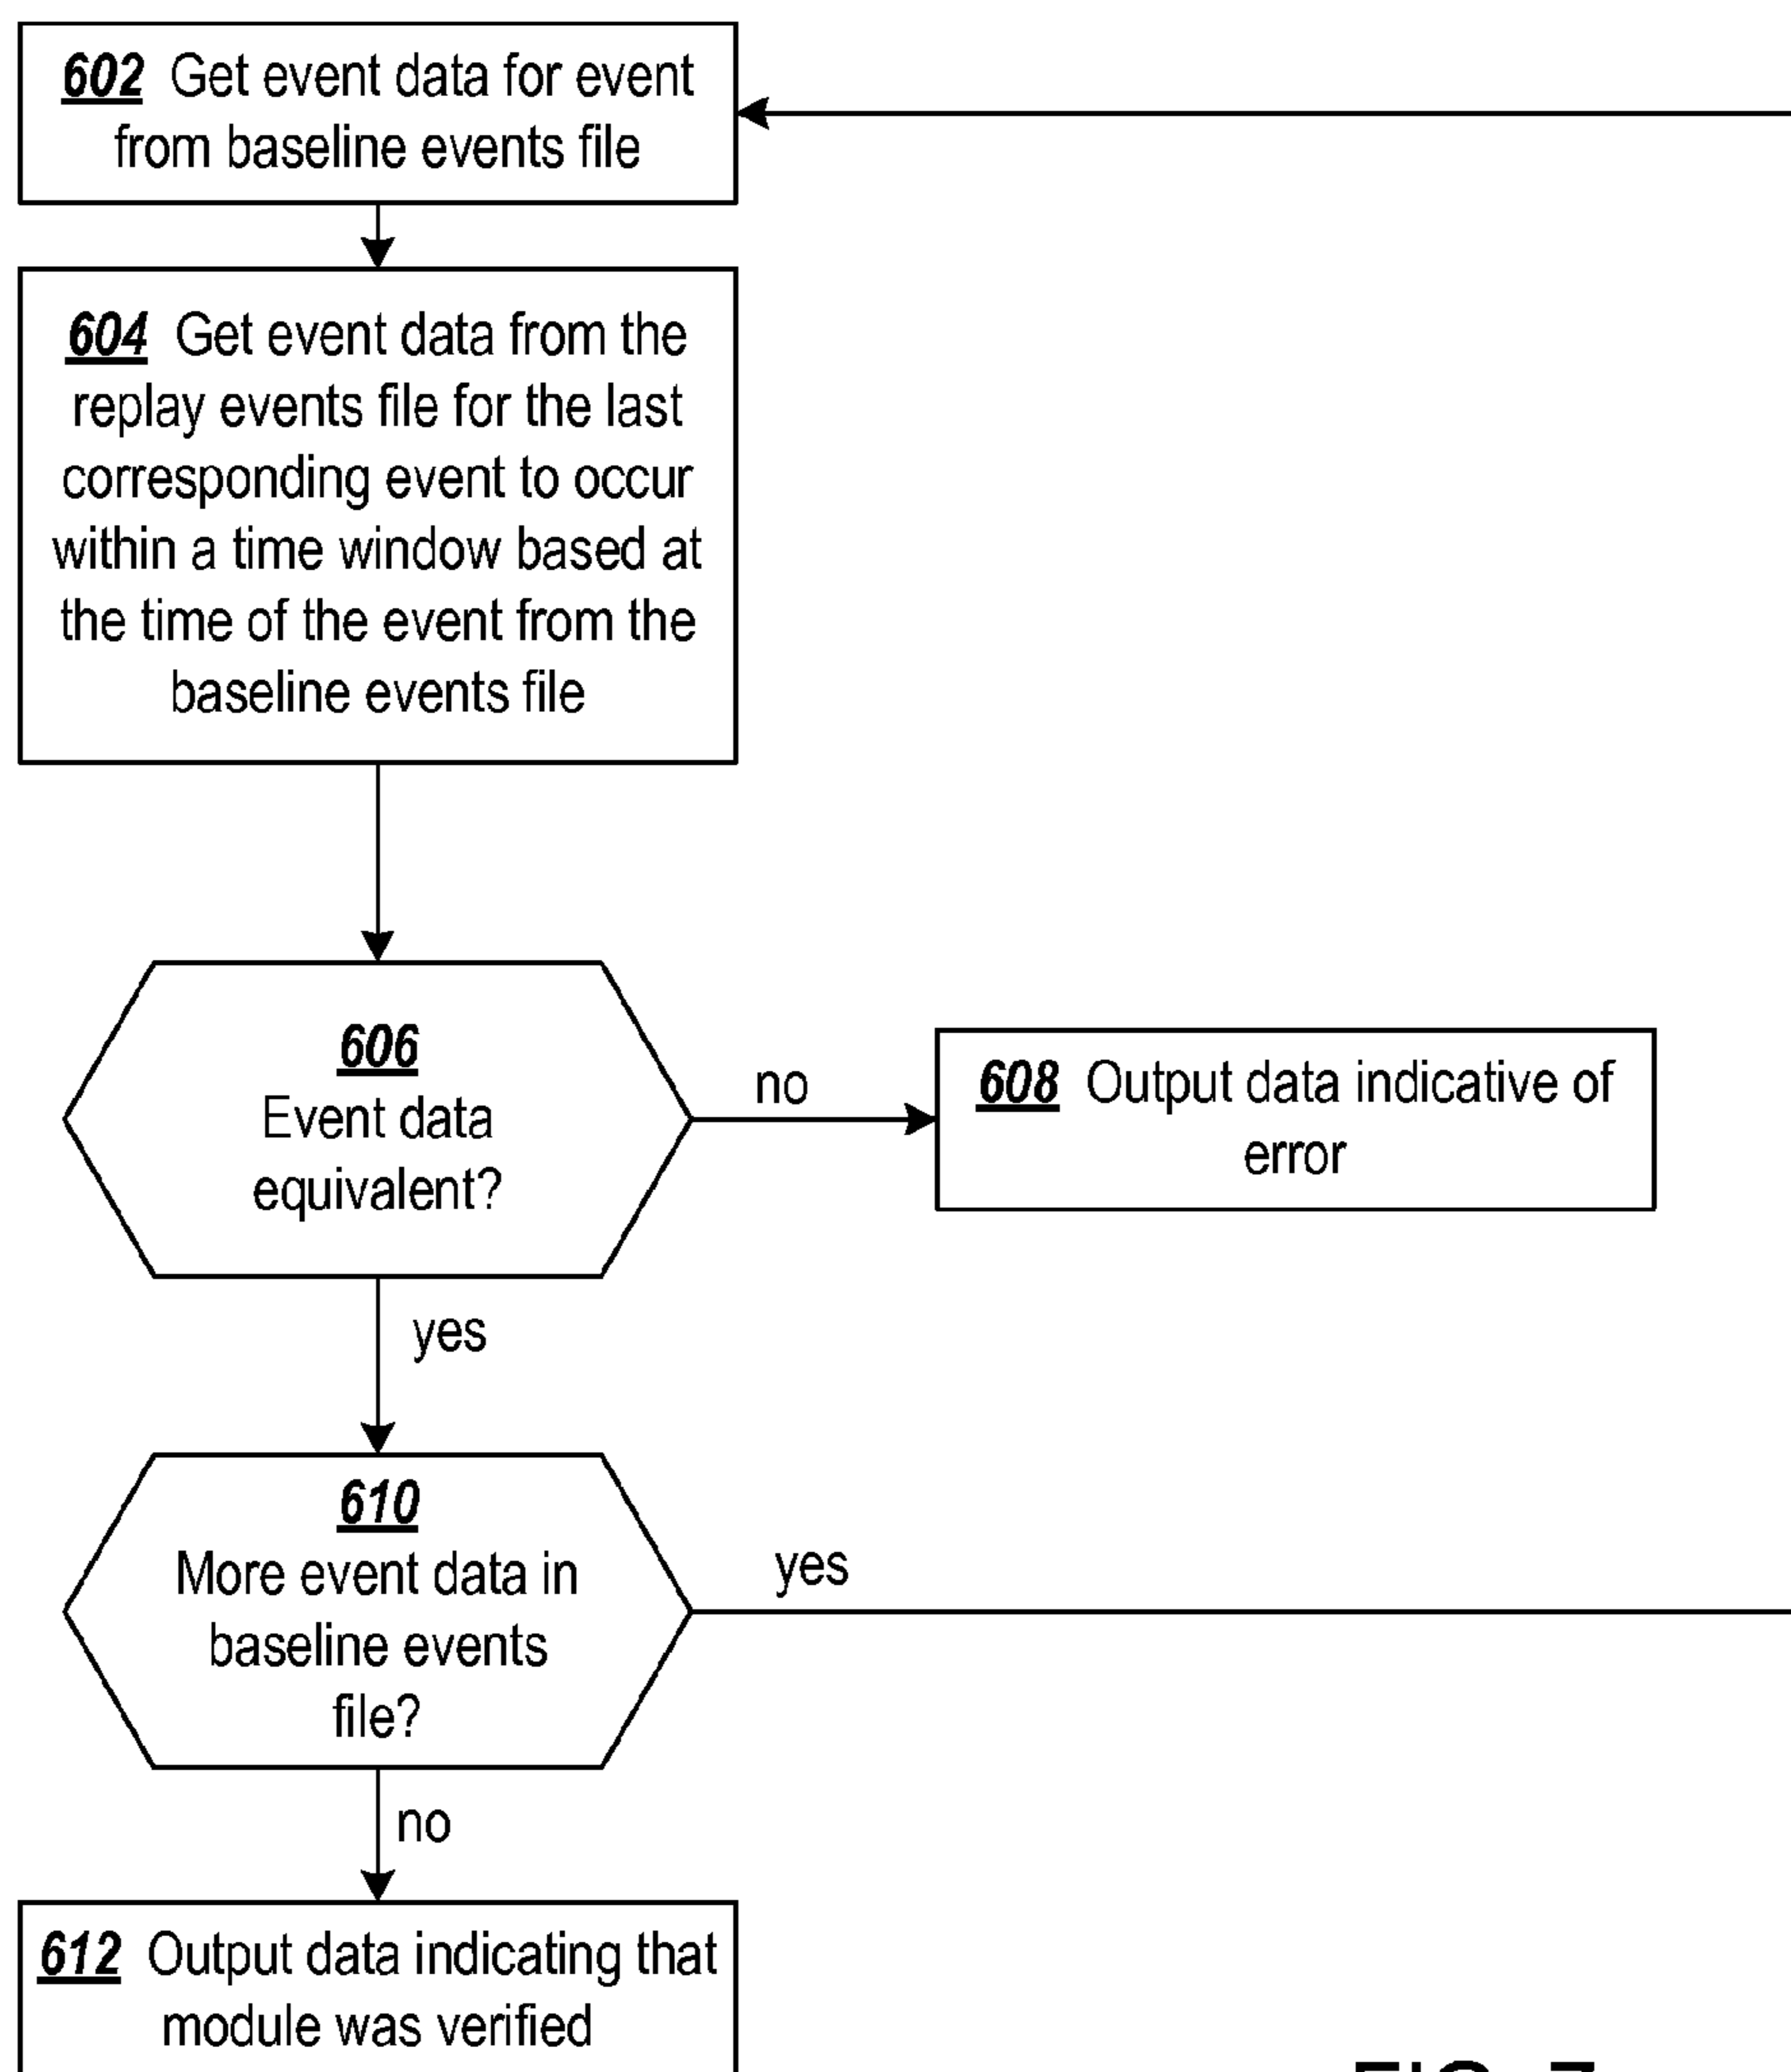 602 Get event data for event
from baseline events file
604 Get event data from the
replay events file for the last
corresponding event to occur
within a time window based at
the time of the event from the
baseline events file
606
Event data
equivalent?
no
608 Output data indicative of
error
yes
610
More event data in
baseline events
file?
yes
no
612 Output data indicating that
module was verified